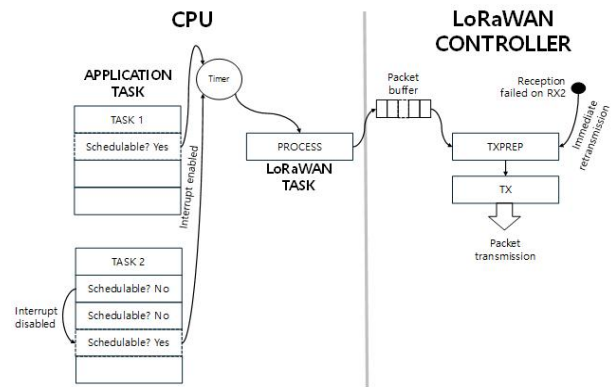 CPU
LoRaWAN
CONTROLLER
APPLICATION
TASK
Timer
TASK 1
Schedulable? Yes
Interrupt enabled
PROCESS
LoRaWAN
TASK
Packet
buffer
Reception
failed on RX2
Immediate
retransmission
TXPREP
TX
Packet
transmission
TASK 2
Schedulable? No
Schedulable? No
Schedulable? Yes
Interrupt
disabled